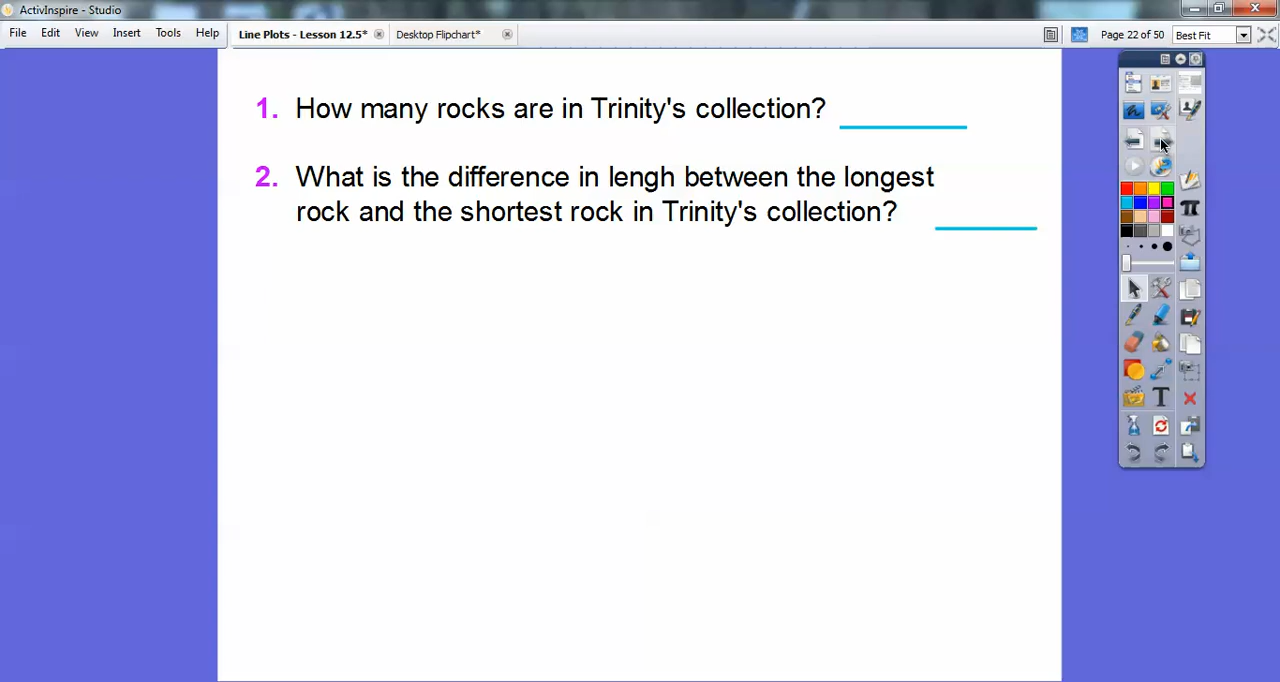 ActivInspire - Studio
File Edit View Insert Tools Help Line Plots - Lesson 12.5* Desktop Flipchart* Page 22 of 50 Best Fit
1. How many rocks are in Trinity's collection?
2. What is the difference in lengh between the longest
rock and the shortest rock in Trinity's collection?